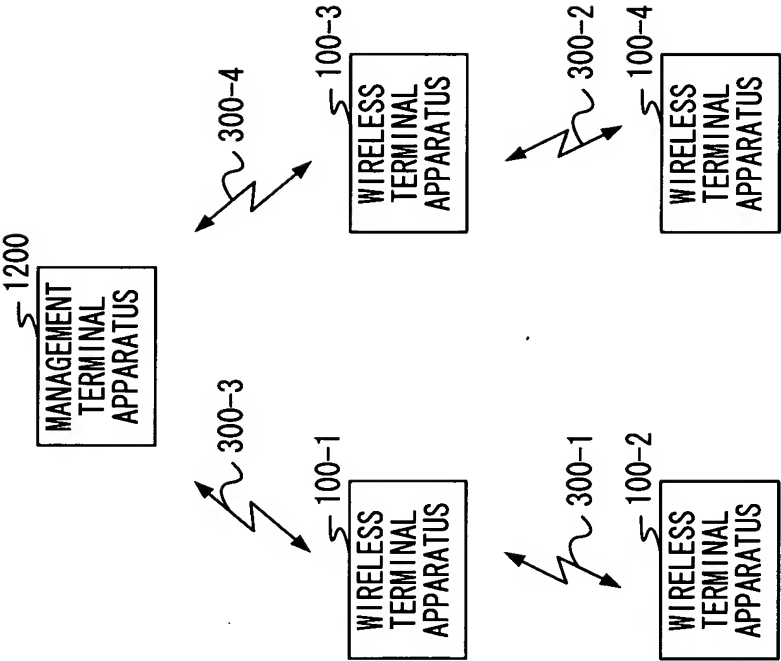 1200
MANAGEMENT
TERMINAL
APPARATUS
300-3
300-4
100-1
WIRELESS
TERMINAL
APPARATUS
100-3
WIRELESS
TERMINAL
APPARATUS
300-1
300-2
100-2
WIRELESS
TERMINAL
APPARATUS
100-4
WIRELESS
TERMINAL
APPARATUS